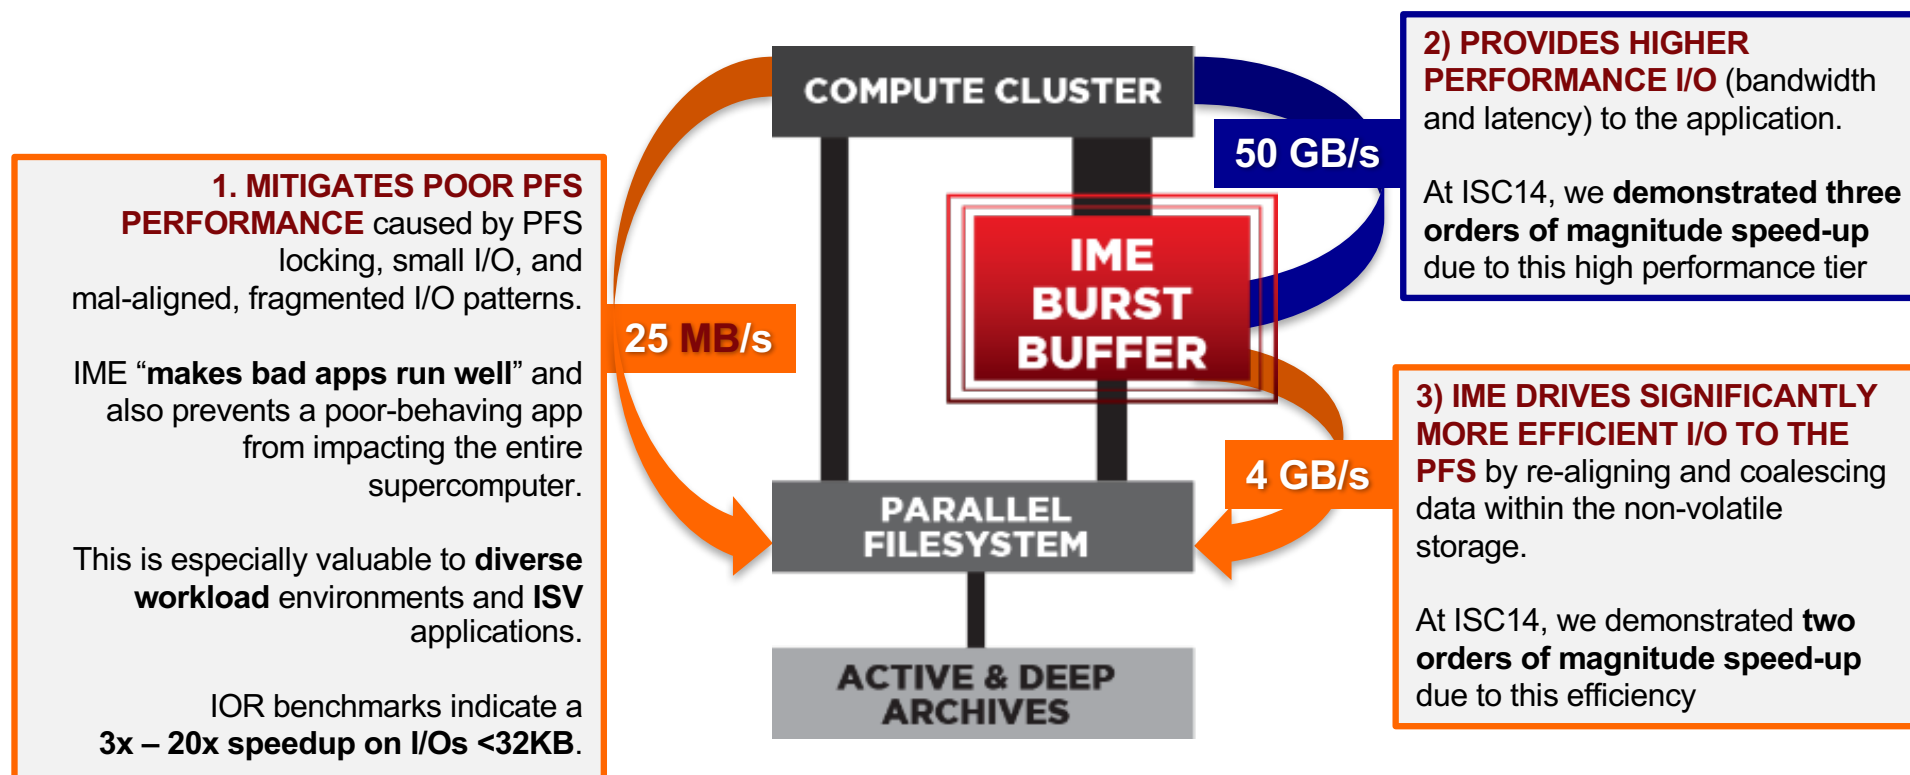 1. MITIGATES POOR PFS
PERFORMANCE caused by PFS
locking, small I/O, and
mal-aligned, fragmented I/O patterns.
IME “makes bad apps run well” and
also prevents a poor-behaving app
from impacting the entire
supercomputer.
This is especially valuable to diverse
workload environments and ISV
applications.
IOR benchmarks indicate a
3x – 20x speedup on I/Os <32KB.
25 MB/s
COMPUTE CLUSTER
IME
BURST
BUFFER
PARALLEL
FILESYSTEM
ACTIVE & DEEP
ARCHIVES
50 GB/s
4 GB/s
2) PROVIDES HIGHER
PERFORMANCE I/O (bandwidth
and latency) to the application.
At ISC14, we demonstrated three
orders of magnitude speed-up
due to this high performance tier
3) IME DRIVES SIGNIFICANTLY
MORE EFFICIENT I/O TO THE
PFS by re-aligning and coalescing
data within the non-volatile
storage.
At ISC14, we demonstrated two
orders of magnitude speed-up
due to this efficiency